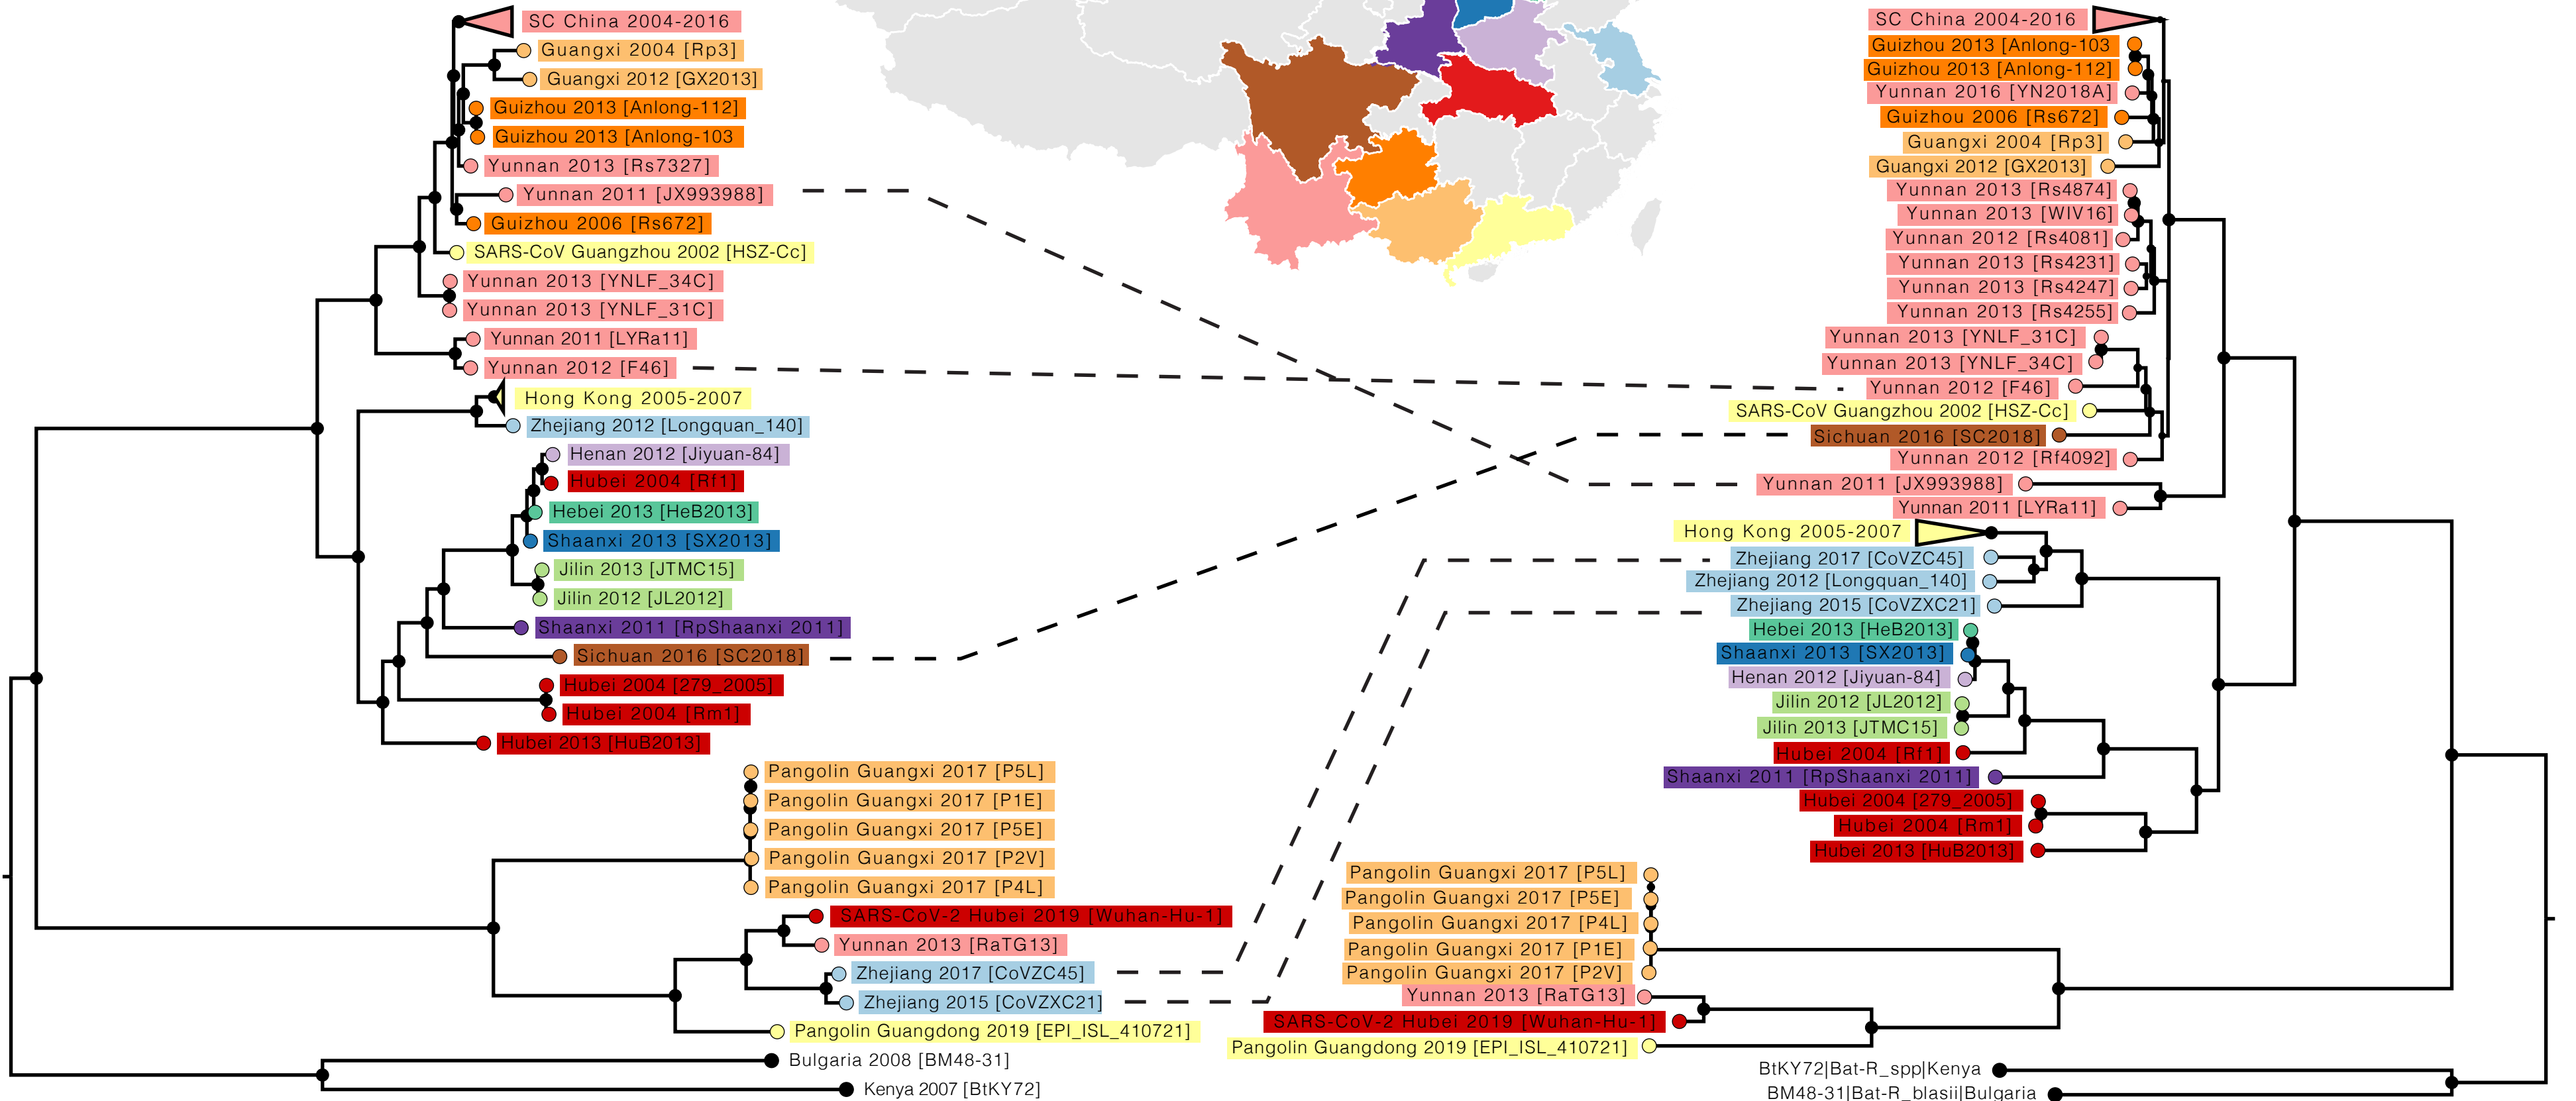 SC China 2004-2016
Guangxi 2004 [Rp3]
Guangxi 2012 [GX2013]
Guizhou 2013 [Anlong-112]
Guizhou 2013 [Anlong-103
Yunnan 2013 [Rs7327]
Yunnan 2011 [JX993988]
Guizhou 2006 [Rs672]
SARS-CoV Guangzhou 2002 [HSZ-Cc]
Yunnan 2013 [YNLF_34C]
Yunnan 2013 [YNLF_31C]
Yunnan 2011 [LYRa11]
Yunnan 2012 [F46]
Hong Kong 2005-2007
Zhejiang 2012 [Longquan_140]
Henan 2012 [Jiyuan-84]
Hubei 2004 [Rf1]
Hebei 2013 [HeB2013]
Shaanxi 2013 [SX2013]
Jilin 2013 [JTMC15]
Jilin 2012 [JL2012]
Shaanxi 2011 [RpShaanxi 2011]
Sichuan 2016 [SC2018]
Hubei 2004 [279_2005]
Hubei 2004 [Rm1]
Hubei 2013 [HuB2013]
Pangolin Guangxi 2017 [P5L]
Pangolin Guangxi 2017 [P1E]
Pangolin Guangxi 2017 [P5E]
Pangolin Guangxi 2017 [P2V]
Pangolin Guangxi 2017 [P4L]
SARS-CoV-2 Hubei 2019 [Wuhan-Hu-1]
Yunnan 2013 [RaTG13]
Zhejiang 2017 [CoVZC45]
Zhejiang 2015 [CoVZXC21]
Pangolin Guangdong 2019 [EPI_ISL_410721]
Bulgaria 2008 [BM48-31]
Kenya 2007 [BtKY72]
SC China 2004-2016
Guizhou 2013 [Anlong-103
Guizhou 2013 [Anlong-112]
Yunnan 2016 [YN2018A]
Guizhou 2006 [Rs672]
Guangxi 2004 [Rp3]
Guangxi 2012 [GX2013]
Yunnan 2013 [Rs4874]
Yunnan 2013 [WIV16]
Yunnan 2012 [Rs4081]
Yunnan 2013 [Rs4231]
Yunnan 2013 [Rs4247]
Yunnan 2013 [Rs4255]
Yunnan 2013 [YNLF_31C]
Yunnan 2013 [YNLF_34C]
Yunnan 2012 [F46]
SARS-CoV Guangzhou 2002 [HSZ-Cc]
Sichuan 2016 [SC2018]
Yunnan 2012 [Rf4092]
Yunnan 2011 [JX993988]
Yunnan 2011 [LYRa11]
Hong Kong 2005-2007
Zhejiang 2017 [CoVZC45]
Zhejiang 2012 [Longquan_140]
Zhejiang 2015 [CoVZXC21]
Hebei 2013 [HeB2013]
Shaanxi 2013 [SX2013]
Henan 2012 [Jiyuan-84]
Jilin 2012 [JL2012]
Jilin 2013 [JTMC15]
Hubei 2004 [Rf1]
Shaanxi 2011 [RpShaanxi 2011]
Hubei 2004 [279_2005]
Hubei 2004 [Rm1]
Hubei 2013 [HuB2013]
Pangolin Guangxi 2017 [P5L]
Pangolin Guangxi 2017 [P5E]
Pangolin Guangxi 2017 [P4L]
Pangolin Guangxi 2017 [P1E]
Pangolin Guangxi 2017 [P2V]
Yunnan 2013 [RaTG13]
SARS-CoV-2 Hubei 2019 [Wuhan-Hu-1]
Pangolin Guangdong 2019 [EPI_ISL_410721]
BtKY72|Bat-R_spp|Kenya
BM48-31|Bat-R_blasii|Bulgaria